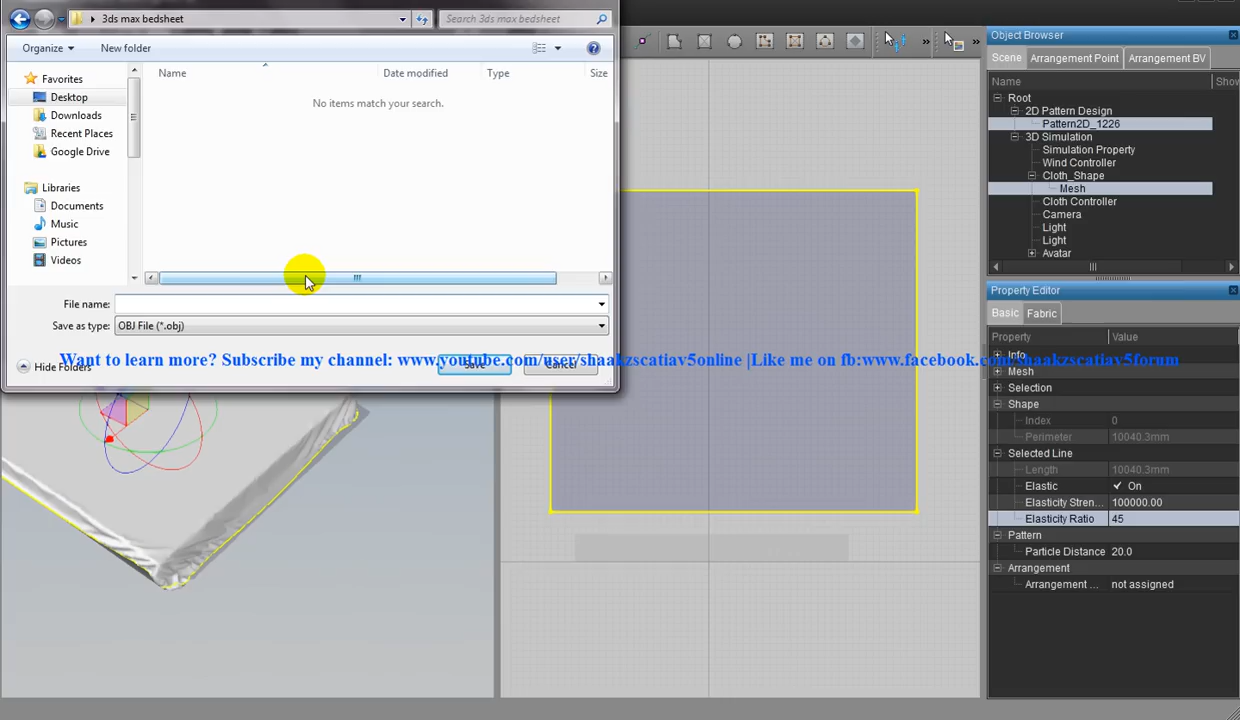 3ds max bedsheet
Search 3ds max bedsheet
Organize
New folder
Name
Date modified
Type
Size
No items match your search.
Favorites
Desktop
Downloads
Recent Places
Google Drive
Libraries
Documents
Music
Pictures
Videos
File name:
Save as type:
OBJ File (*.obj)
Hide Folders
Save
Cancel
Want to learn more? Subscribe my channel: www.youtube.com/user/shaakzscatiav5online |Like me on fb:www.facebook.com/shaakzscatiav5forum
»
»
Object Browser
Scene
Arrangement Point
Arrangement BV
Name
Show
Root
2D Pattern Design
Pattern2D_1226
3D Simulation
Simulation Property
Wind Controller
Cloth_Shape
Mesh
Cloth Controller
Camera
Light
Light
Avatar
Property Editor
Basic
Fabric
Property
Value
Info
Mesh
Selection
Shape
Index
0
Perimeter
10040.3mm
Selected Line
Length
10040.3mm
Elastic
On
Elasticity Stren...
100000.00
Elasticity Ratio
45
Pattern
Particle Distance
20.0
Arrangement
Arrangement ...
not assigned